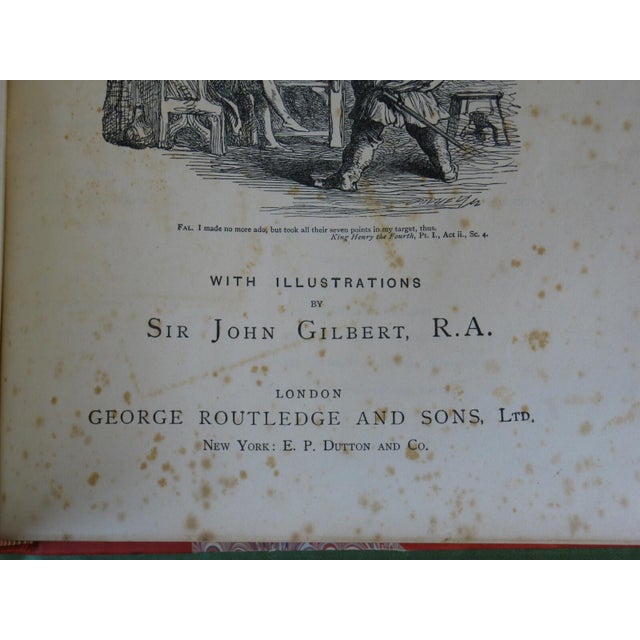 FAL. I made no more ado, but took all their seven points in my target, thus.
King Henry the Fourth, Pt. I., Act ii., Sc. 4.
WITH ILLUSTRATIONS
BY
SIR JOHN GILBERT, R.A.
LONDON
GEORGE ROUTLEDGE AND SONS, LTD.
NEW YORK: E. P. DUTTON AND CO.